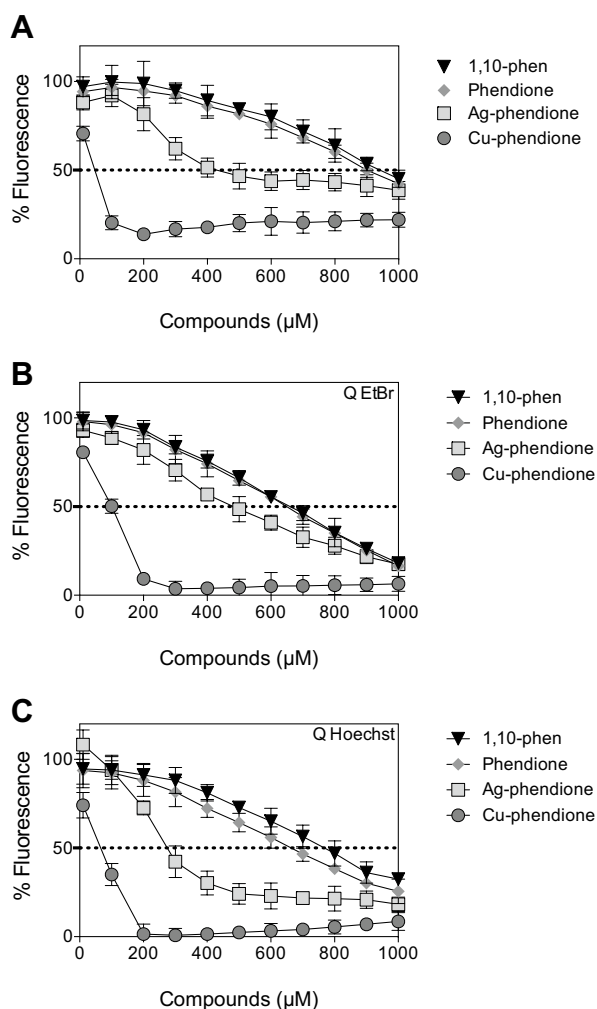 A
% Fluorescence
100
50
0
0 200 400 600 800 1000
Compounds (µM)
1,10-phen
Phendione
Ag-phendione
Cu-phendione
B
Q EtBr
% Fluorescence
100
50
0
0 200 400 600 800 1000
Compounds (µM)
1,10-phen
Phendione
Ag-phendione
Cu-phendione
C
Q Hoechst
% Fluorescence
100
50
0
0 200 400 600 800 1000
Compounds (µM)
1,10-phen
Phendione
Ag-phendione
Cu-phendione